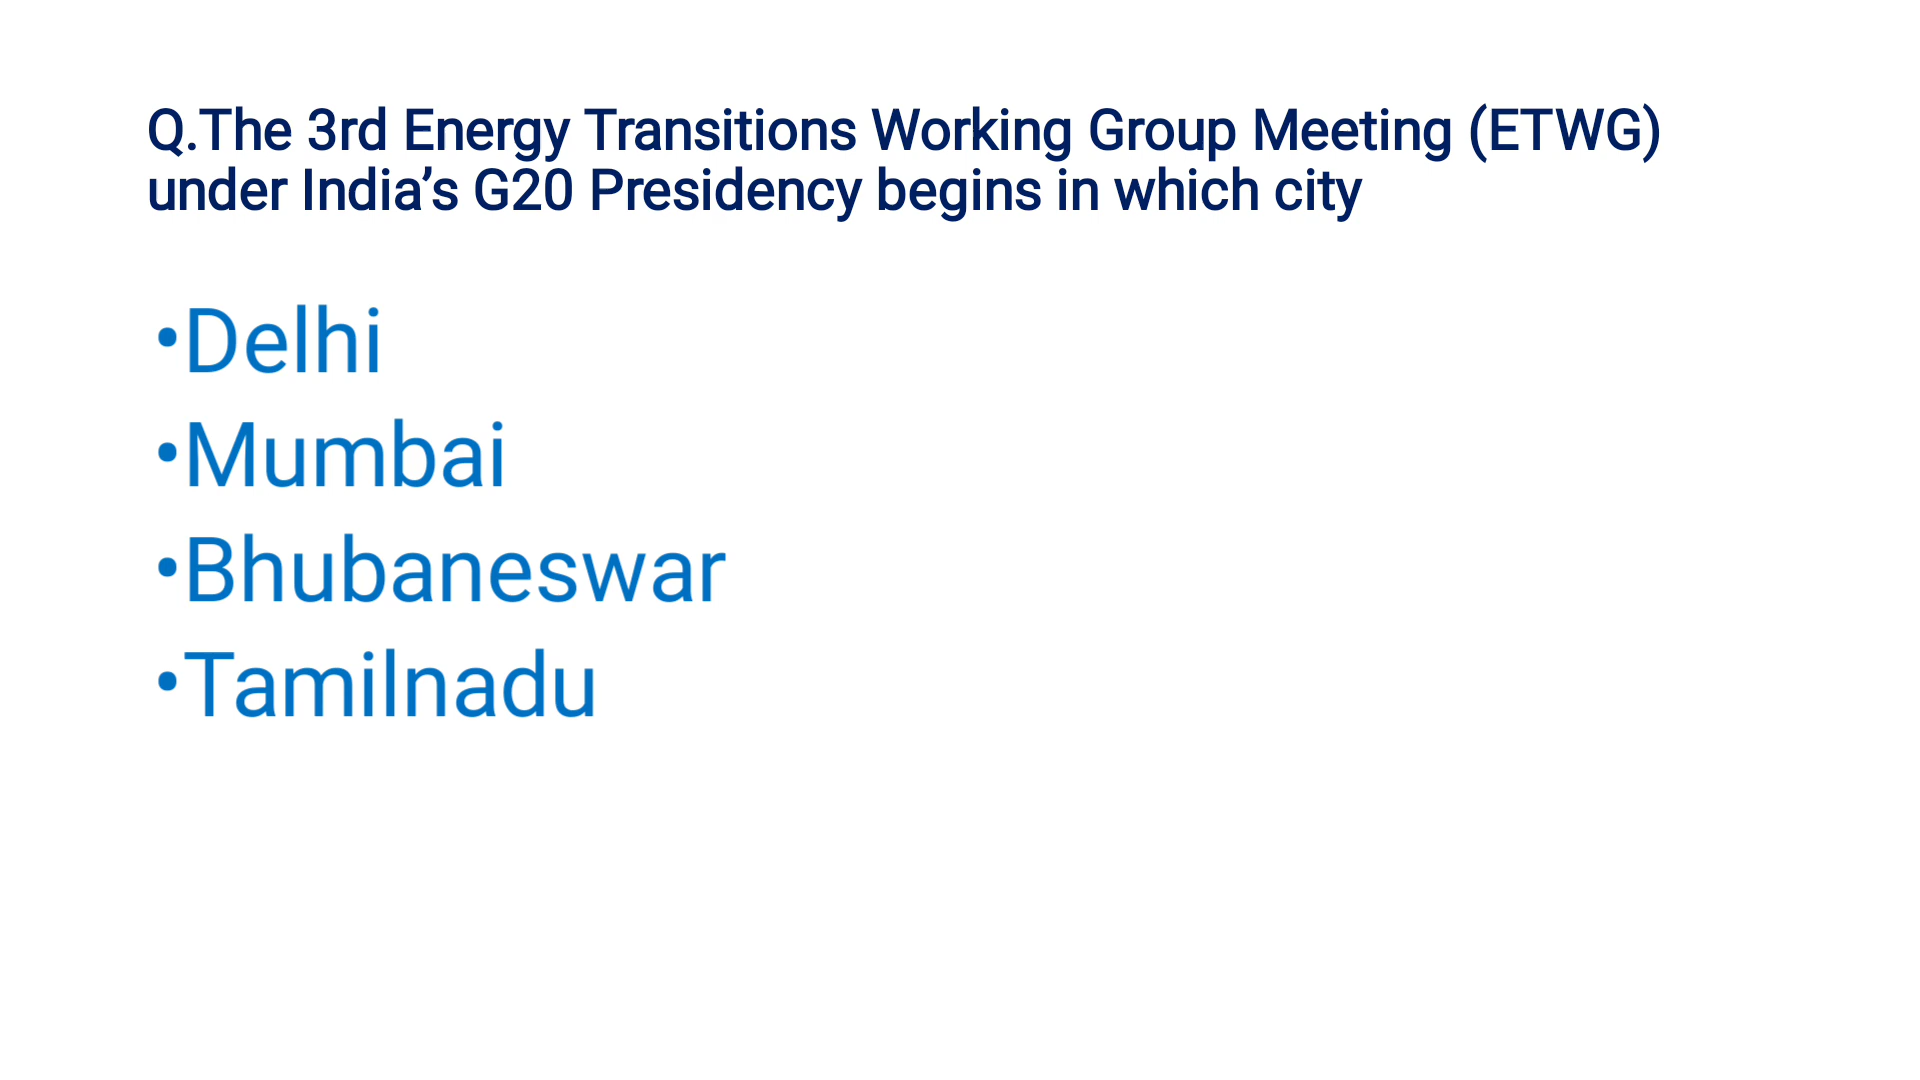 Q.The 3rd Energy Transitions Working Group Meeting (ETWG)
under India’s G20 Presidency begins in which city
•Delhi
•Mumbai
•Bhubaneswar
•Tamilnadu